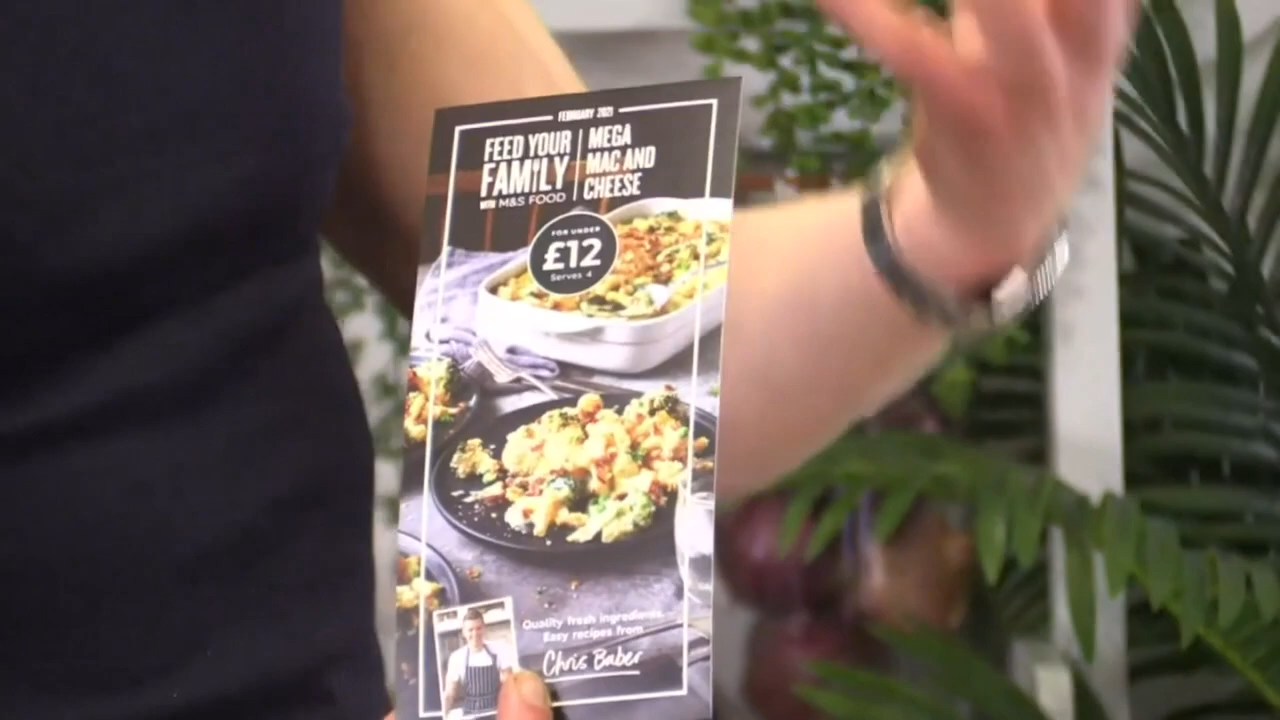 FEBRUARY 2021
FEED YOUR
FAMILY
WITH M&S FOOD
MEGA
MAC AND
CHEESE
FOR UNDER
£12
Serves 4
Quality fresh ingredients.
Easy recipes from
Chris Baber